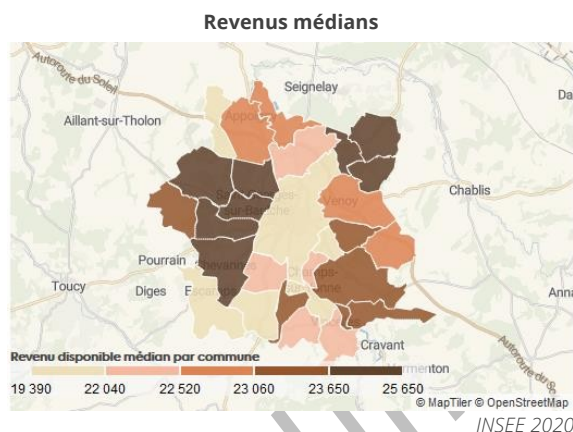 Revenus médians
Autoroute du Soleil
Seignelay
Aillant-sur-Tholon
Chablis
Venoy
Pourrain
Chevannes
Toucy
Diges
Cravant
Autoroute du So
Revenu disponible médian par commune
19 390 22 040 22 520 23 060 23 650 25 650
© MapTiler © OpenStreetMap
INSEE 2020